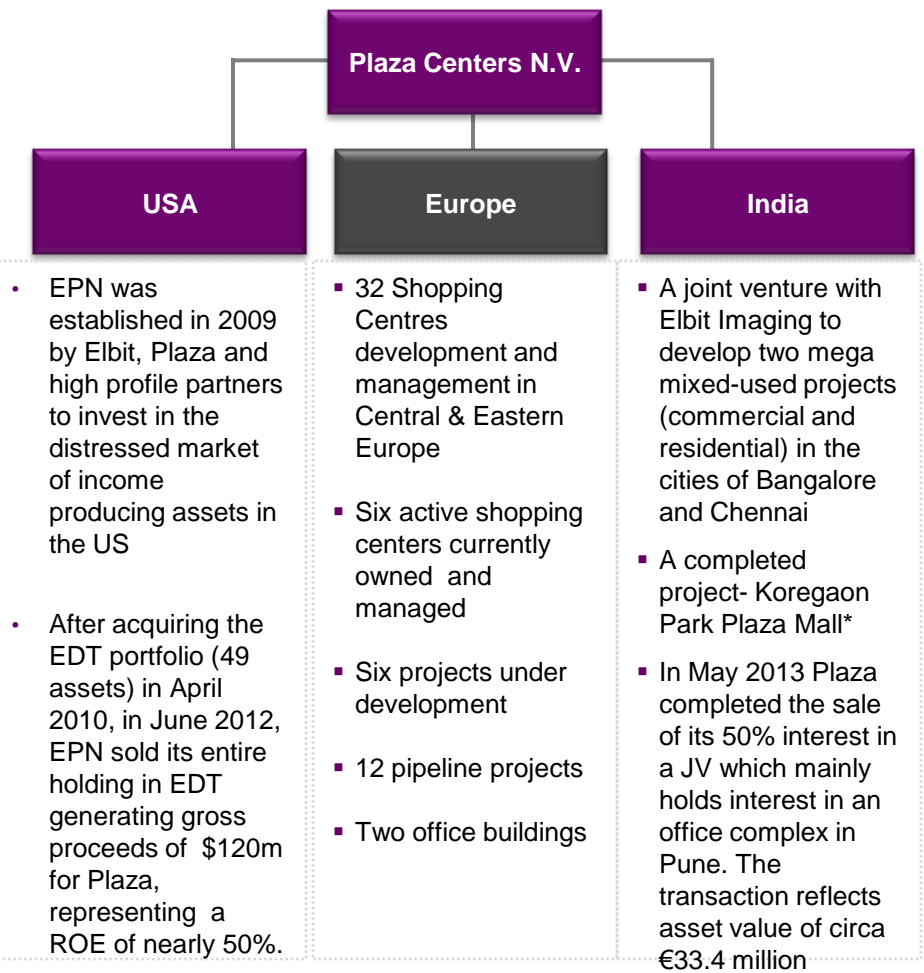 Plaza Centers N.V.
USA
Europe
India
• EPN was
established in 2009
by Elbit, Plaza and
high profile partners
to invest in the
distressed market
of income
producing assets in
the US
• After acquiring the
EDT portfolio (49
assets) in April
2010, in June 2012,
EPN sold its entire
holding in EDT
generating gross
proceeds of $120m
for Plaza,
representing a
ROE of nearly 50%.
▪ 32 Shopping
Centres
development and
management in
Central & Eastern
Europe
▪ Six active shopping
centers currently
owned and
managed
▪ Six projects under
development
▪ 12 pipeline projects
▪ Two office buildings
▪ A joint venture with
Elbit Imaging to
develop two mega
mixed-used projects
(commercial and
residential) in the
cities of Bangalore
and Chennai
▪ A completed
project- Koregaon
Park Plaza Mall*
▪ In May 2013 Plaza
completed the sale
of its 50% interest in
a JV which mainly
holds interest in an
office complex in
Pune. The
transaction reflects
asset value of circa
€33.4 million